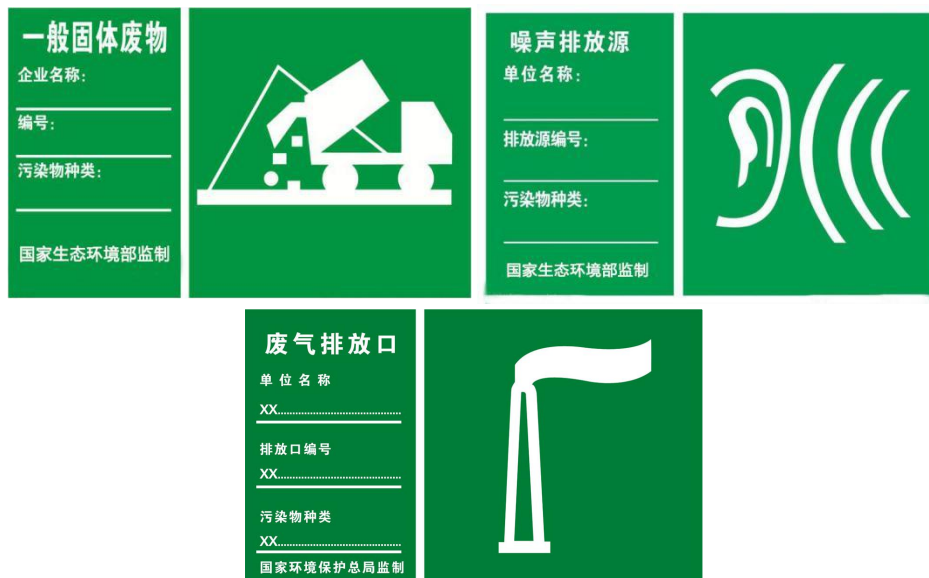 一般固体废物
企业名称:
编号:
污染物种类:
国家生态环境部监制
噪声排放源
单位名称:
排放源编号:
污染物种类:
国家生态环境部监制
废气排放口
单位名称
XX..........................................
排放口编号
XX..........................................
污染物种类
XX..........................................
国家环境保护总局监制